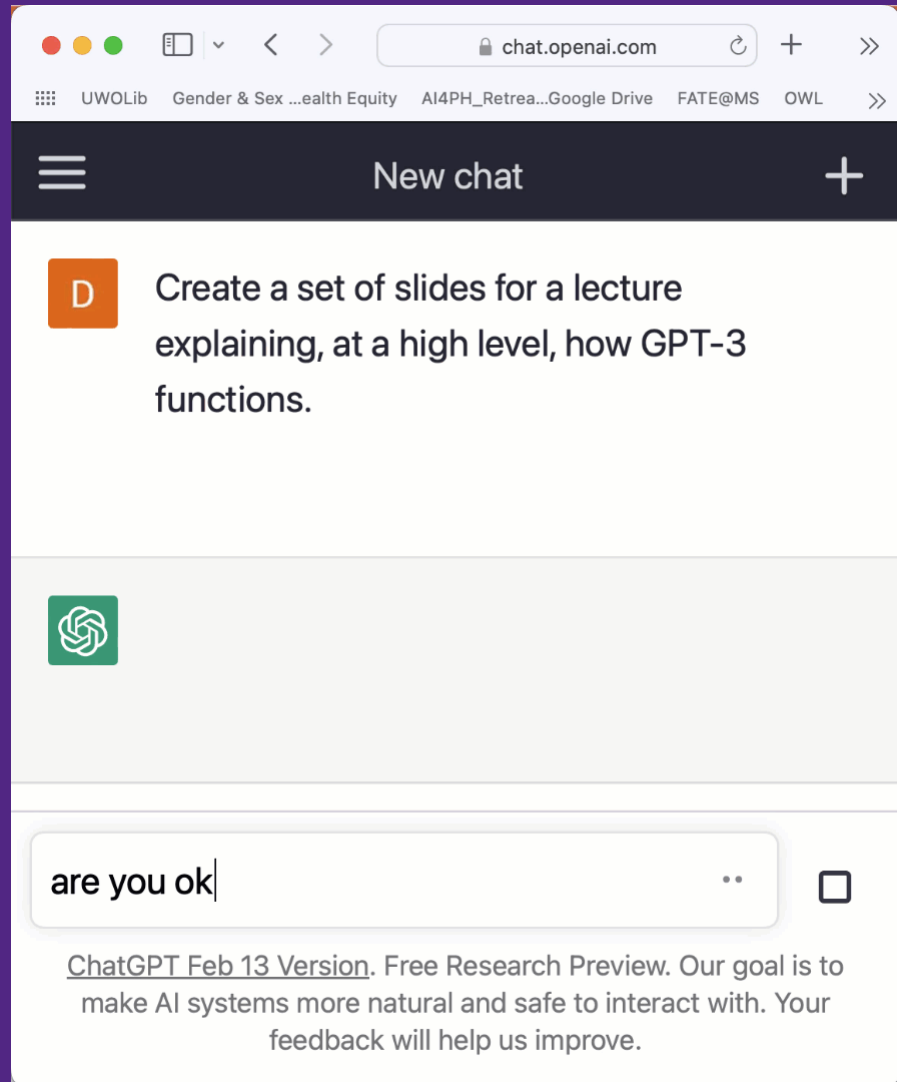 chat.openai.com
UWOLib Gender & Sex ...ealth Equity AI4PH_Retrea...Google Drive FATE@MS OWL
New chat
D
Create a set of slides for a lecture
explaining, at a high level, how GPT-3
functions.
are you ok
ChatGPT Feb 13 Version. Free Research Preview. Our goal is to
make AI systems more natural and safe to interact with. Your
feedback will help us improve.